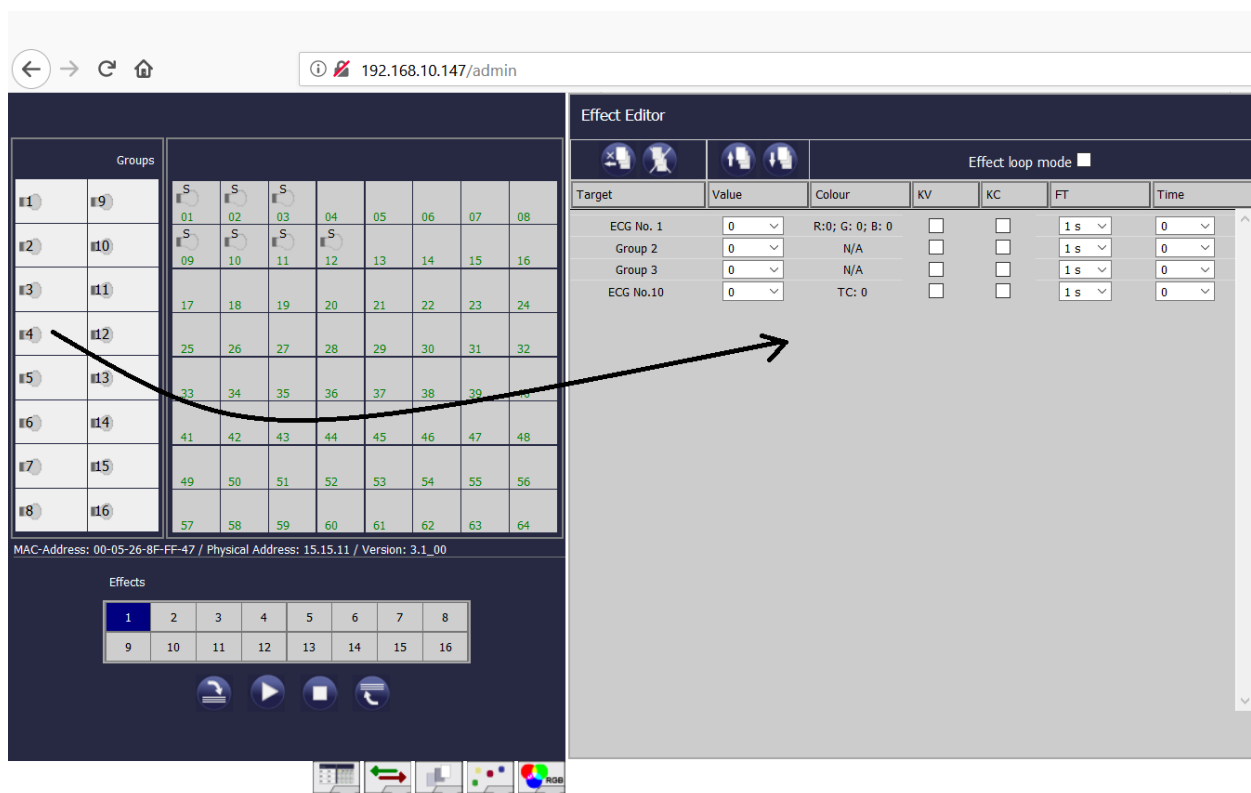 192.168.10.147/admin
Effect Editor
Groups
Effect loop mode
Target Value Colour KV KC FT Time
1 9
S S S
01 02 03 04 05 06 07 08
ECG No. 1 0 R:0; G: 0; B: 0 1 s 0
Group 2 0 N/A 1 s 0
2 10
S S S S
09 10 11 12 13 14 15 16
Group 3 0 N/A 1 s 0
ECG No.10 0 TC: 0 1 s 0
3 11
17 18 19 20 21 22 23 24
4 12
25 26 27 28 29 30 31 32
5 13
33 34 35 36 37 38 39
6 14
41 42 43 44 45 46 47 48
7 15
49 50 51 52 53 54 55 56
8 16
57 58 59 60 61 62 63 64
MAC-Address: 00-05-26-8F-FF-47 / Physical Address: 15.15.11 / Version: 3.1_00
Effects
1 2 3 4 5 6 7 8
9 10 11 12 13 14 15 16
RGB